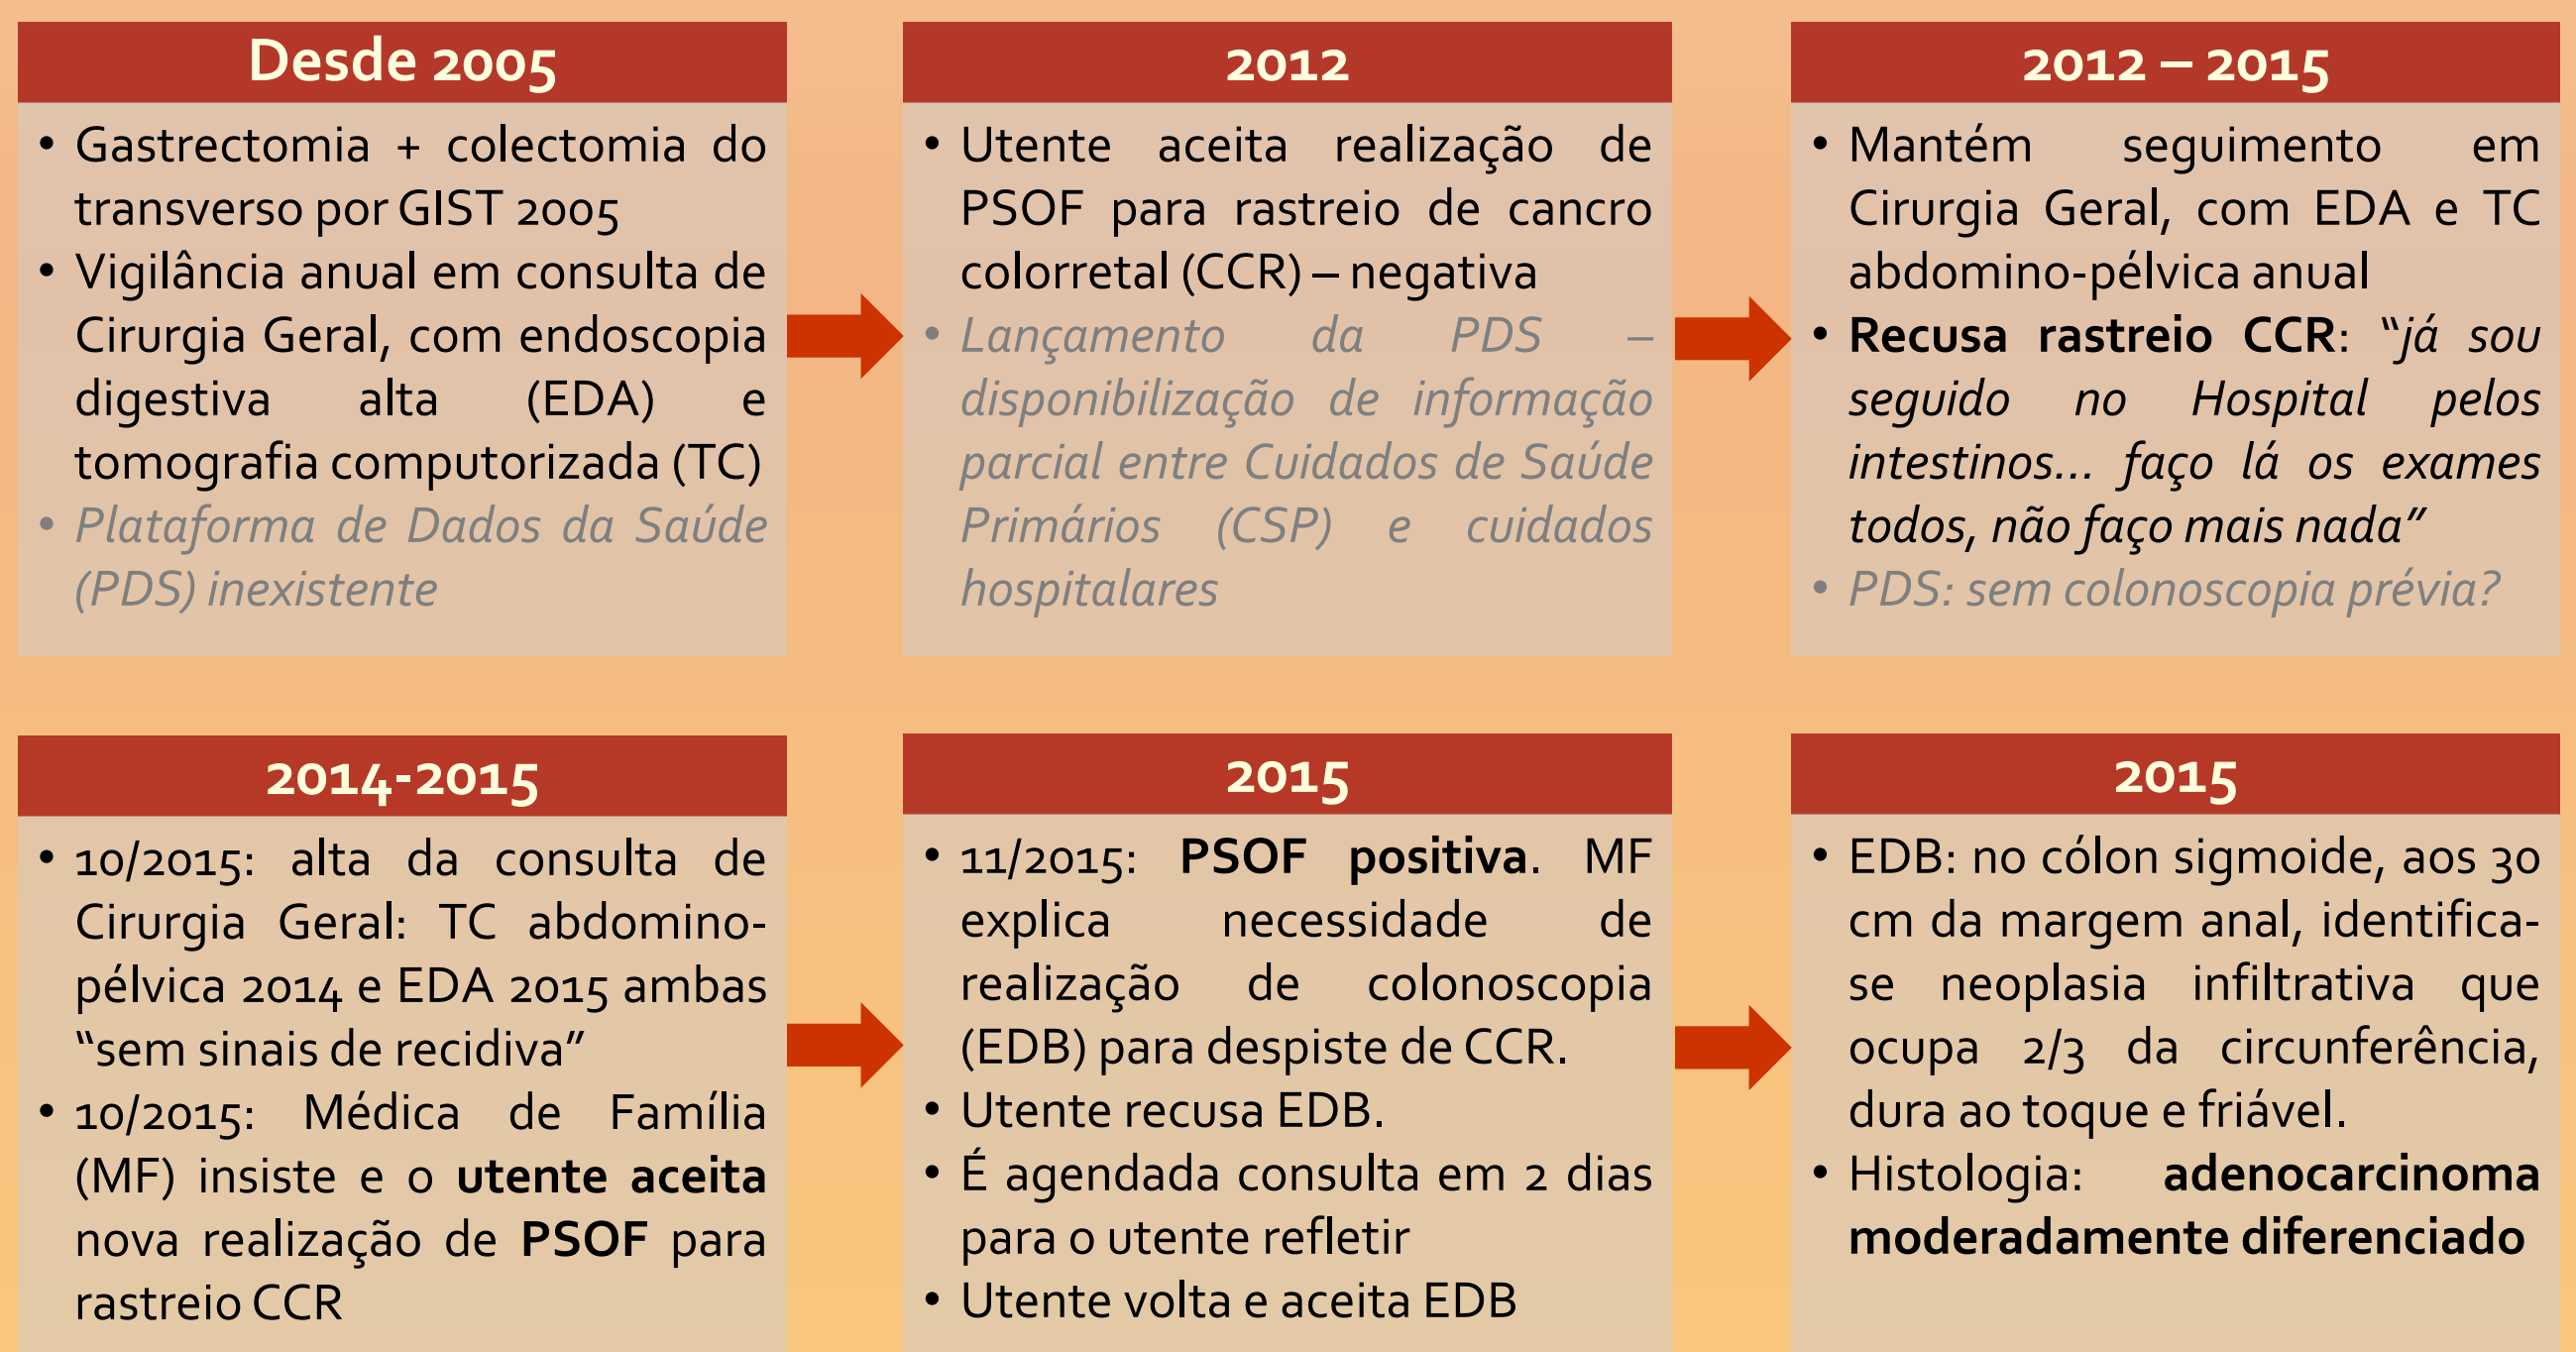 Desde 2005
• Gastrectomia + colectomia do
transverso por GIST 2005
• Vigilância anual em consulta de
Cirurgia Geral, com endoscopia
digestiva alta (EDA) e
tomografia computorizada (TC)
• Plataforma de Dados da Saúde
(PDS) inexistente
2012
• Utente aceita realização de
PSOF para rastreio de cancro
colorretal (CCR) – negativa
• Lançamento da PDS –
disponibilização de informação
parcial entre Cuidados de Saúde
Primários (CSP) e cuidados
hospitalares
2012 – 2015
• Mantém seguimento em
Cirurgia Geral, com EDA e TC
abdomino-pélvica anual
• Recusa rastreio CCR: “já sou
seguido no Hospital pelos
intestinos... faço lá os exames
todos, não faço mais nada”
• PDS: sem colonoscopia prévia?
2014-2015
• 10/2015: alta da consulta de
Cirurgia Geral: TC abdomino-
pélvica 2014 e EDA 2015 ambas
“sem sinais de recidiva”
• 10/2015: Médica de Família
(MF) insiste e o utente aceita
nova realização de PSOF para
rastreio CCR
2015
• 11/2015: PSOF positiva. MF
explica necessidade de
realização de colonoscopia
(EDB) para despiste de CCR.
• Utente recusa EDB.
• É agendada consulta em 2 dias
para o utente refletir
• Utente volta e aceita EDB
2015
• EDB: no cólon sigmoide, aos 30
cm da margem anal, identifica-
se neoplasia infiltrativa que
ocupa 2/3 da circunferência,
dura ao toque e friável.
• Histologia: adenocarcinoma
moderadamente diferenciado